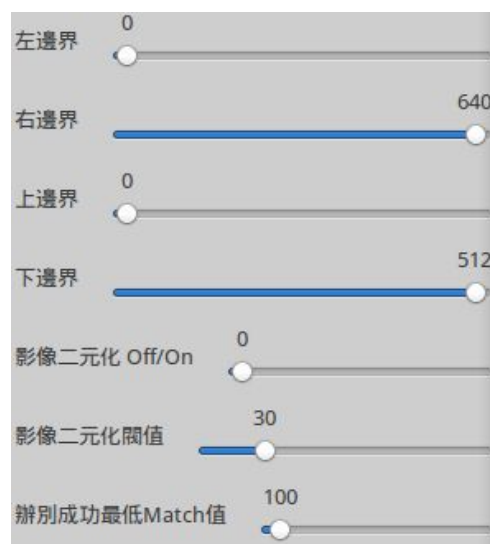 0
左邊界
640
右邊界
0
上邊界
512
下邊界
0
影像二元化 Off/On
30
影像二元化閥值
100
辦別成功最低Match值